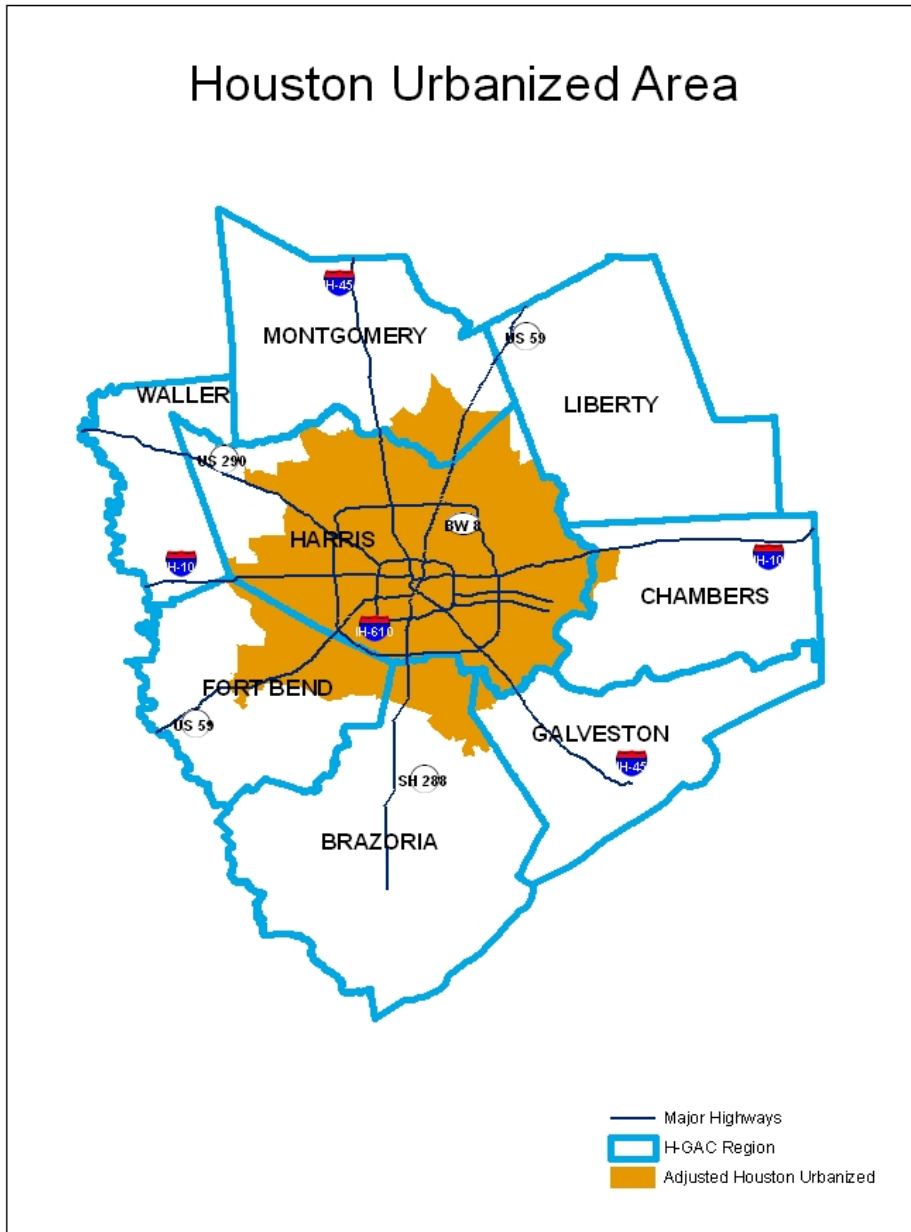 Houston Urbanized Area
IH-45
MONTGOMERY
US 59
WALLER
LIBERTY
US 290
BW 8
HARRIS
IH-10
IH-10
CHAMBERS
IH-610
FORT BEND
US 59
GALVESTON
IH-45
SH 288
BRAZORIA
Major Highways
H-GAC Region
Adjusted Houston Urbanized